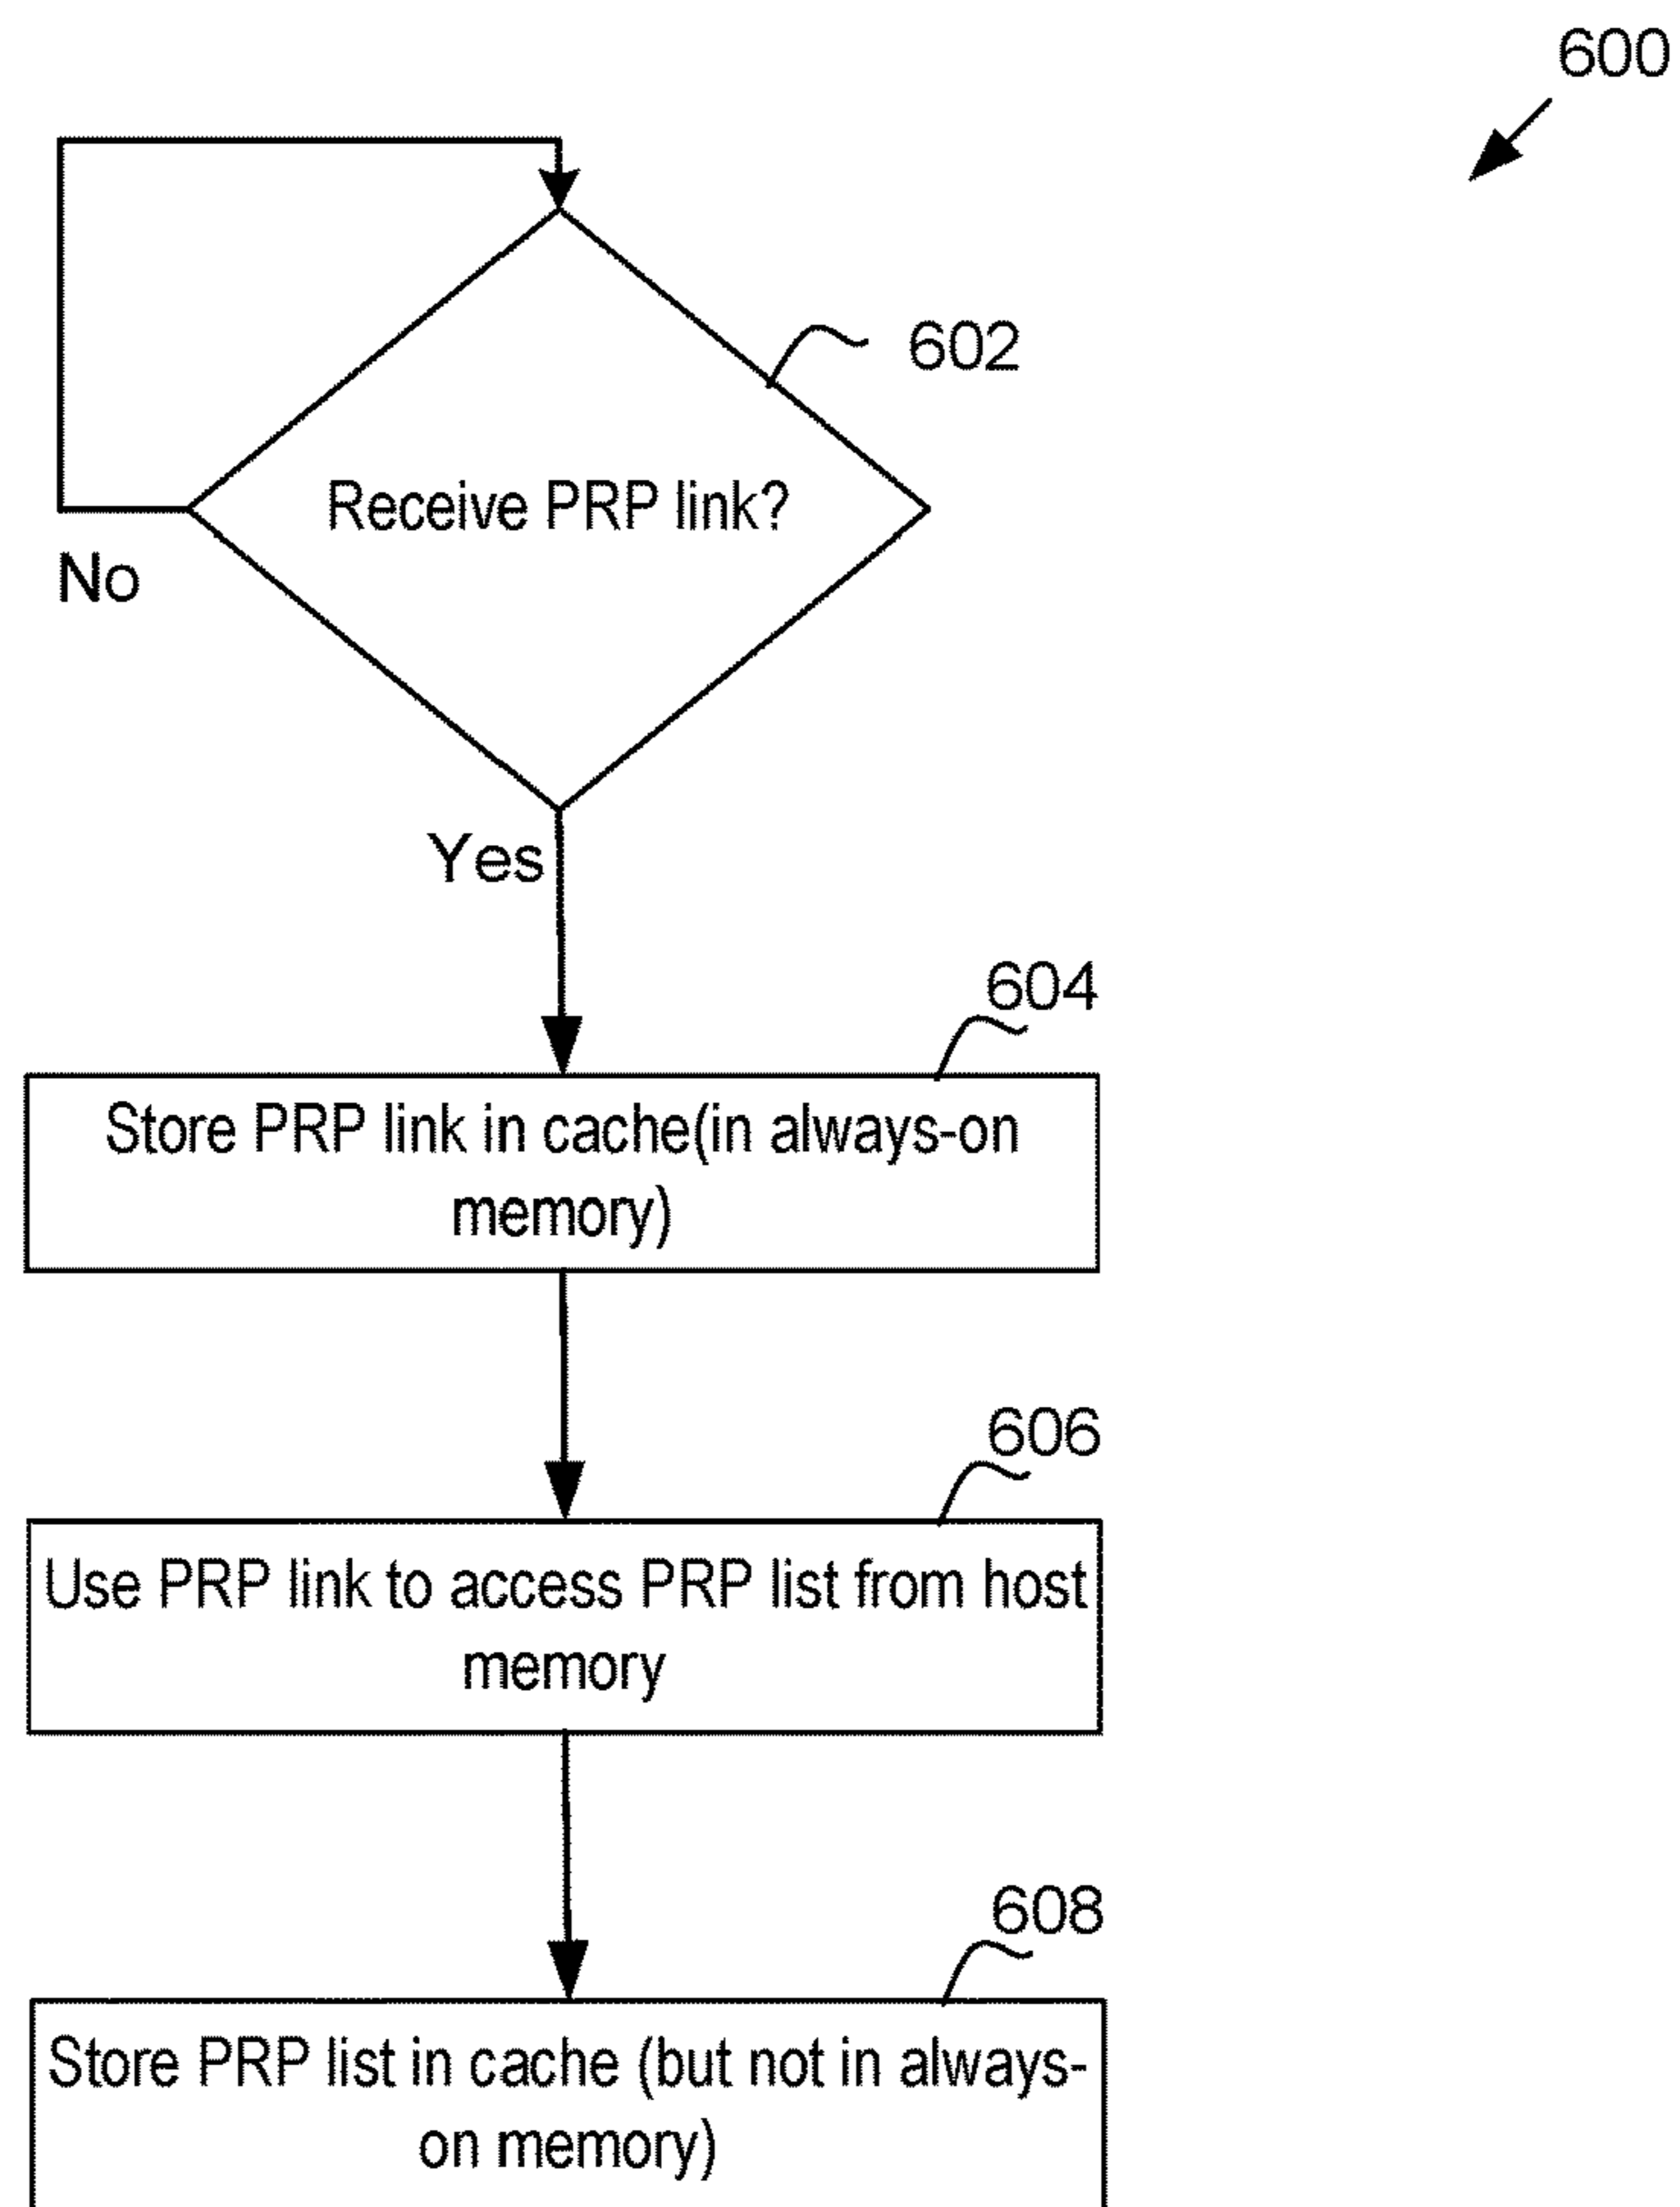 600
602
Receive PRP link?
No
Yes
604
Store PRP link in cache(in always-on
memory)
606
Use PRP link to access PRP list from host
memory
608
Store PRP list in cache (but not in always-
on memory)